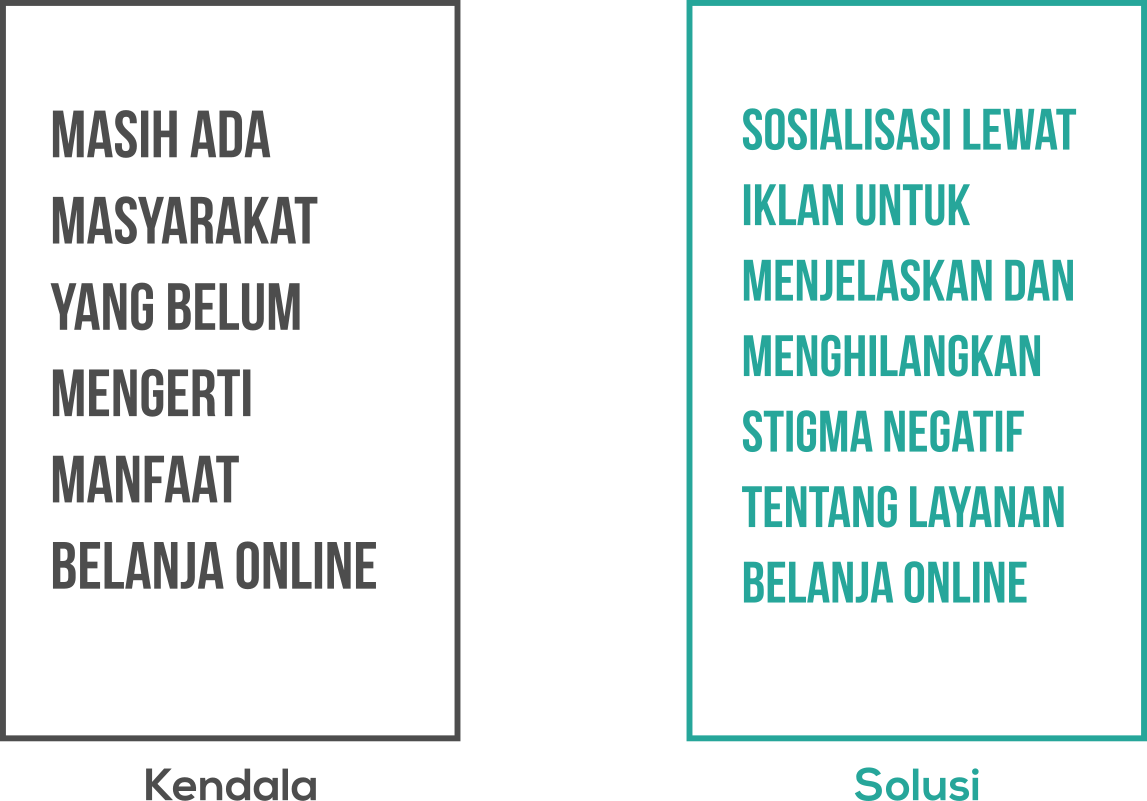 MASIH ADA
MASYARAKAT
YANG BELUM
MENGERTI
MANFAAT
BELANJA ONLINE
Kendala
SOSIALISASI LEWAT
IKLAN UNTUK
MENJELASKAN DAN
MENGHILANGKAN
STIGMA NEGATIF
TENTANG LAYANAN
BELANJA ONLINE
Solusi